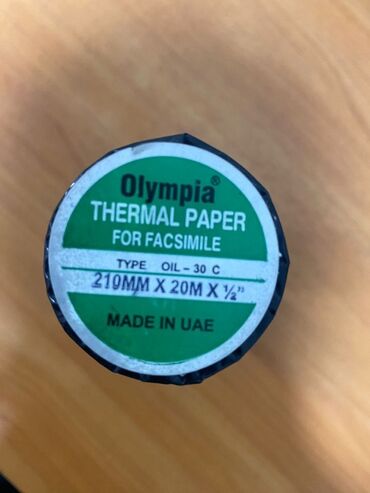 Olympia®
THERMAL PAPER
FOR FACSIMILE
TYPE OIL - 30 C
210MM X 20M X ½"
MADE IN UAE